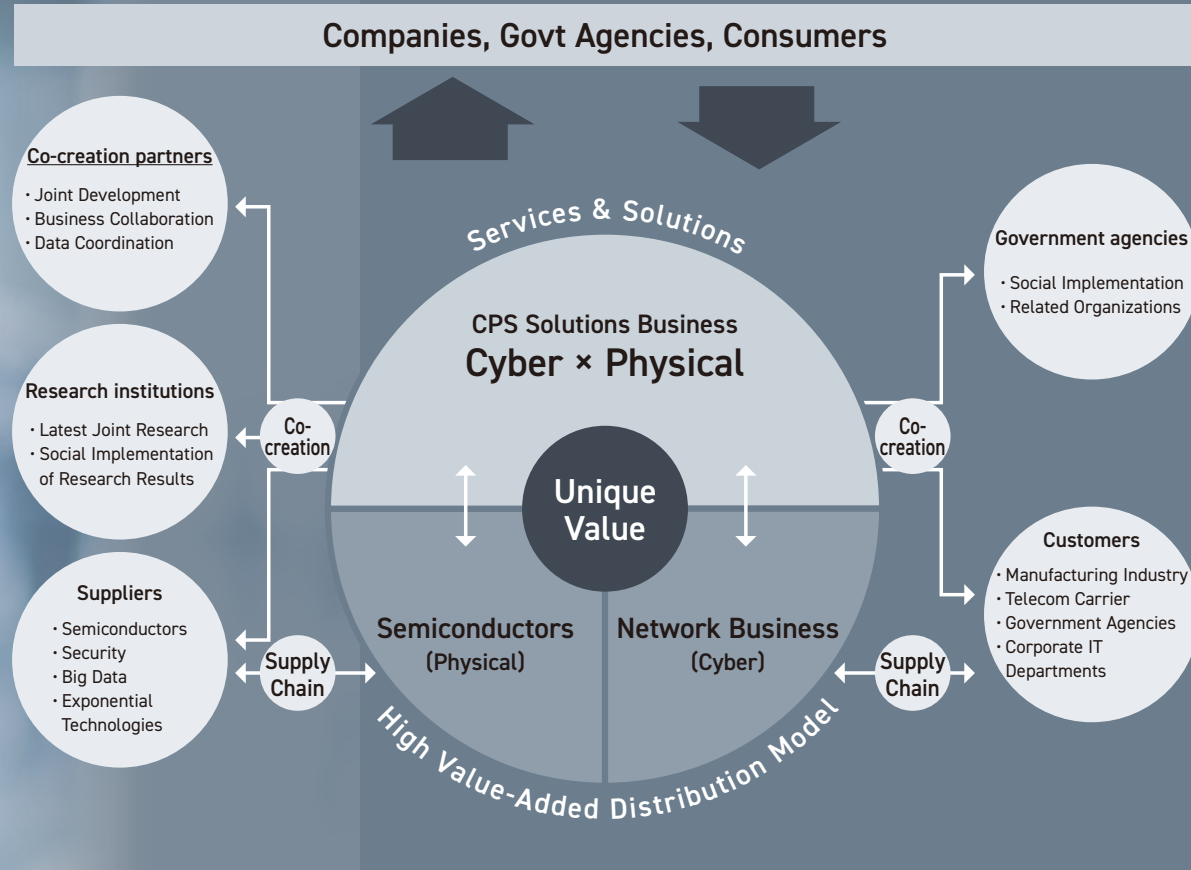 Companies, Govt Agencies, Consumers
Co-creation partners
・Joint Development
・Business Collaboration
・Data Coordination
Research institutions
・Latest Joint Research
・Social Implementation
of Research Results
Suppliers
・Semiconductors
・Security
・Big Data
・Exponential
Technologies
Co-
creation
Supply
Chain
Services & Solutions
CPS Solutions Business
Cyber × Physical
Unique
Value
Semiconductors
(Physical)
Network Business
(Cyber)
High Value-Added Distribution Model
Co-
creation
Supply
Chain
Government agencies
・Social Implementation
・Related Organizations
Customers
・Manufacturing Industry
・Telecom Carrier
・Government Agencies
・Corporate IT
Departments